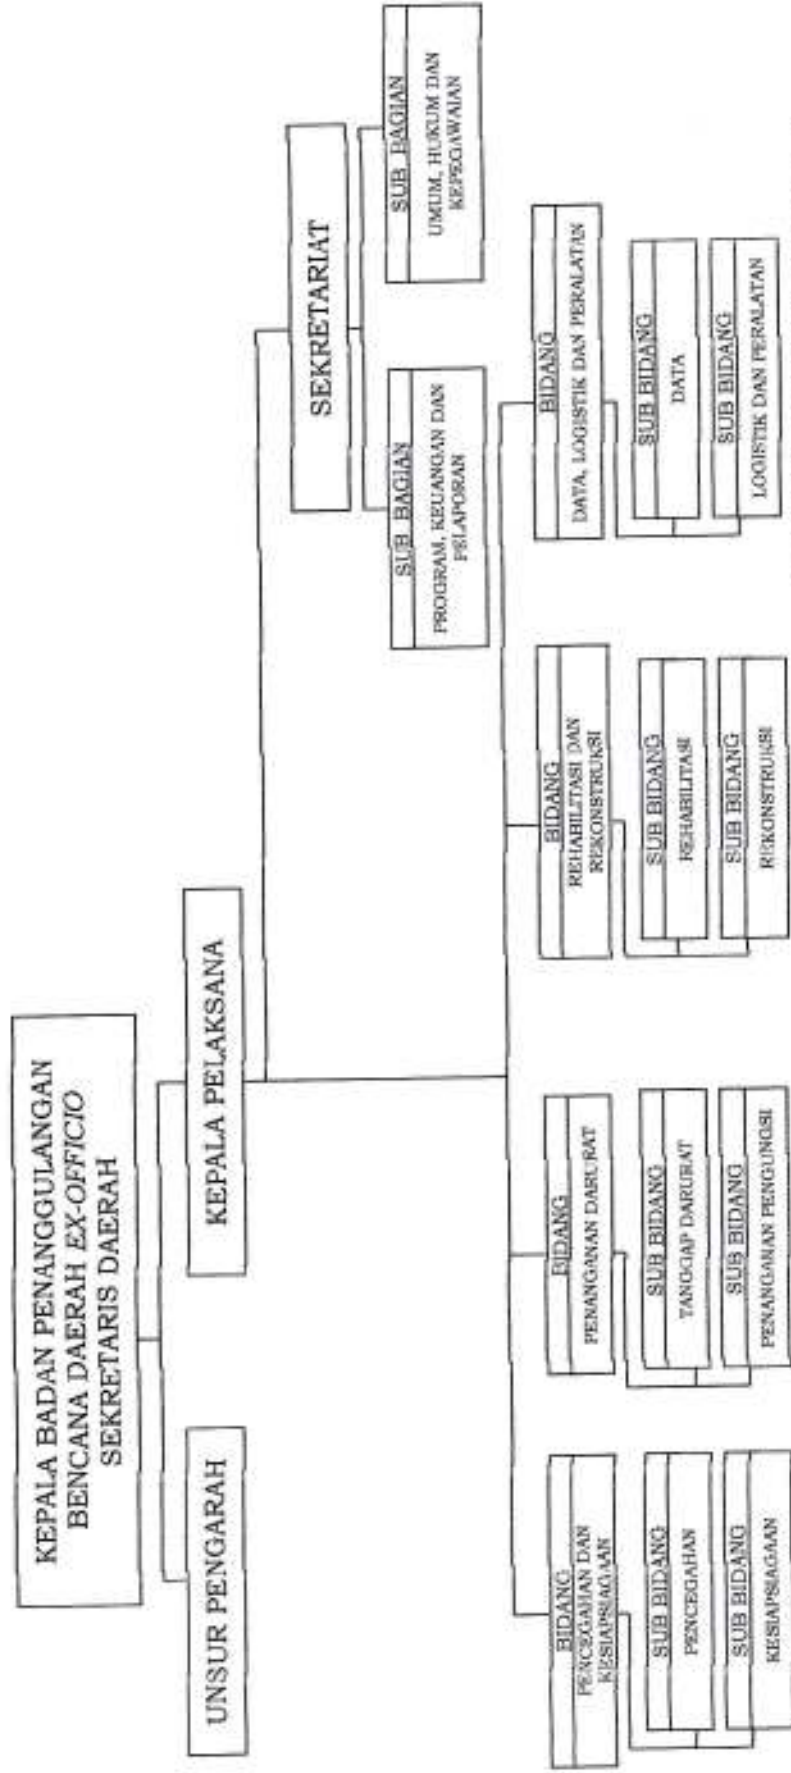 KEPALA BADAN PENANGGULANGAN
BENCANA DAERAH EX-OFFICIO
SEKRETARIS DAERAH
UNSUR PENGARAH
KEPALA PELAKSANA
SEKRETARIAT
SUB BAGIAN
PROGRAM, KEUANGAN DAN
PELAPORAN
SUB BAGIAN
UMUM, HUKUM DAN
KEPEGAWAIAN
BIDANG
PENCEGAHAN DAN
KESIAPSIAGAAN
SUB BIDANG
PENCEGAHAN
SUB BIDANG
KESIAPSIAGAAN
BIDANG
PENANGANAN DARURAT
SUB BIDANG
TANGGAP DARURAT
SUB BIDANG
PENANGANAN PENGUNGSI
BIDANG
REHABILITASI DAN
REKONSTRUKSI
SUB BIDANG
REHABILITASI
SUB BIDANG
REKONSTRUKSI
BIDANG
DATA, LOGISTIK DAN PERALATAN
SUB BIDANG
DATA
SUB BIDANG
LOGISTIK DAN PERALATAN